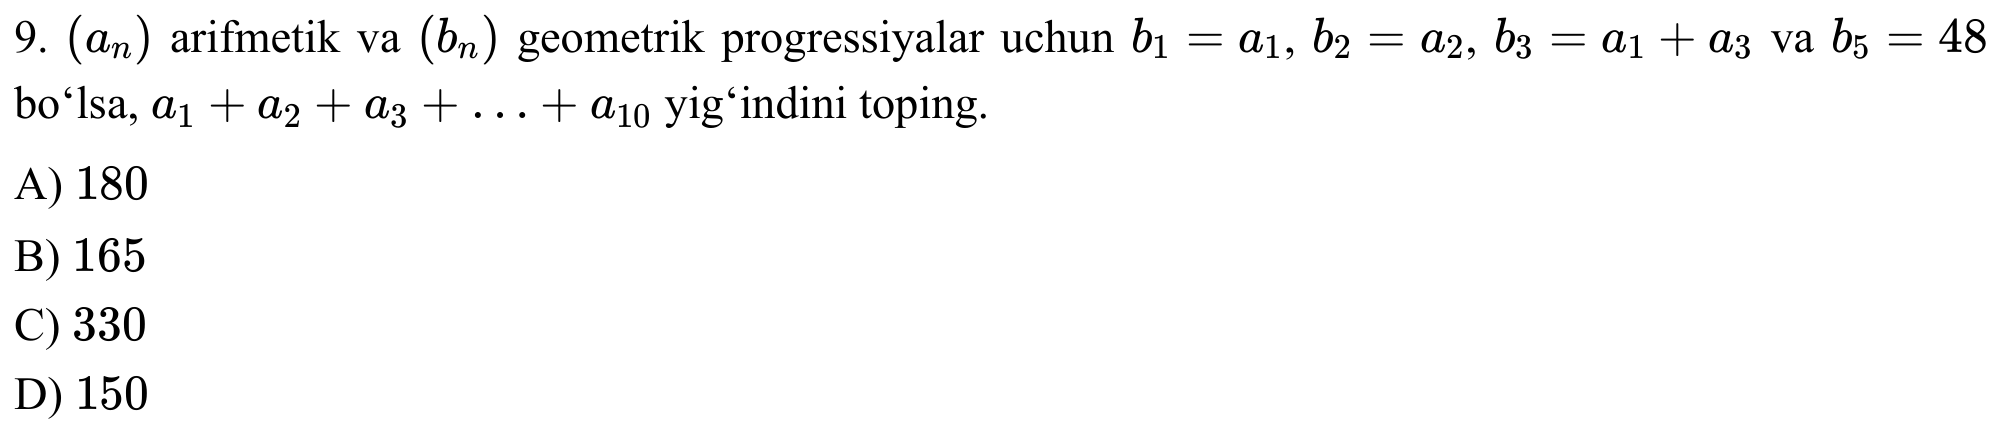 9. (aₙ) arifmetik va (bₙ) geometrik progressiyalar uchun b₁ = a₁, b₂ = a₂, b₃ = a₁ + a₃ va b₅ = 48
bo‘lsa, a₁ + a₂ + a₃ + . . . + a₁₀ yig‘indini toping.
A) 180
B) 165
C) 330
D) 150